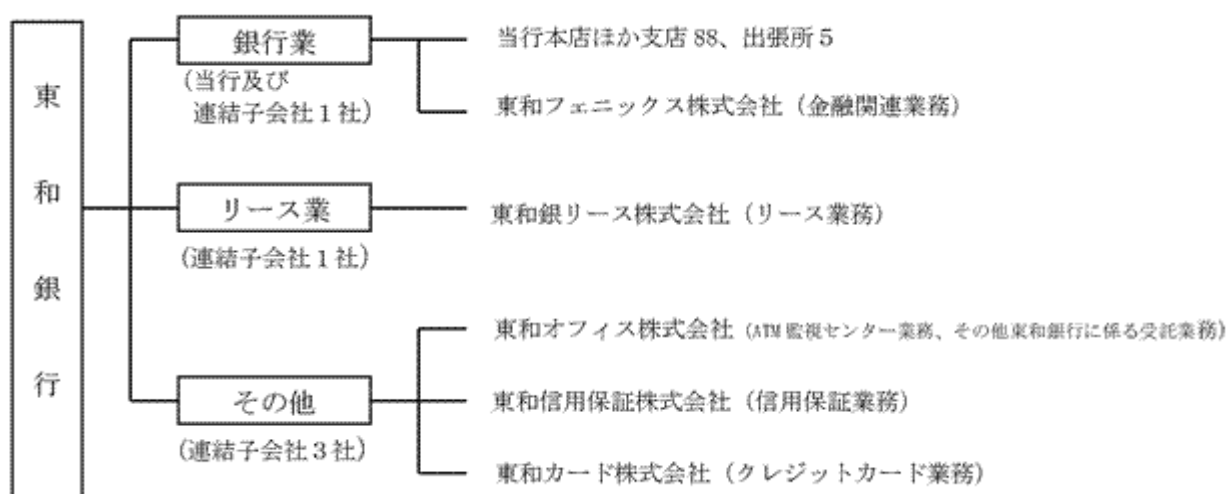 東和銀行
銀行業
(当行及び
連結子会社1社)
当行本店ほか支店 88、出張所5
東和フェニックス株式会社(金融関連業務)
リース業
(連結子会社1社)
東和銀リース株式会社(リース業務)
その他
(連結子会社3社)
東和オフィス株式会社(ATM 監視センター業務、その他東和銀行に係る受託業務)
東和信用保証株式会社(信用保証業務)
東和カード株式会社(クレジットカード業務)